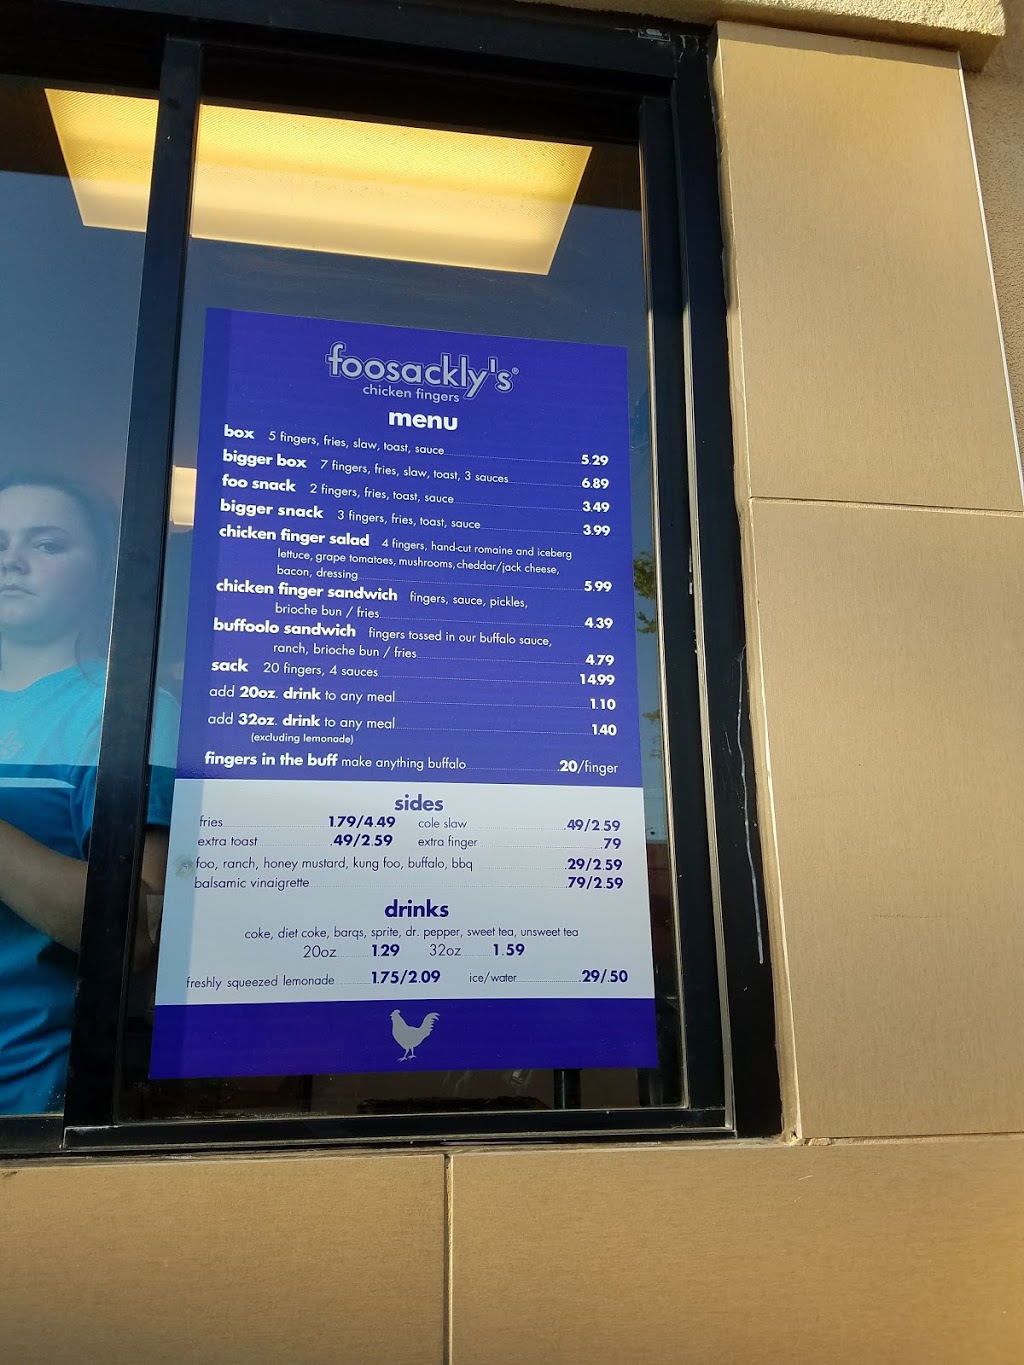 foosackly's®
chicken fingers
menu
box 5 fingers, fries, slaw, toast, sauce 5.29
bigger box 7 fingers, fries, slaw, toast, 3 sauces 6.89
foo snack 2 fingers, fries, toast, sauce 3.49
bigger snack 3 fingers, fries, toast, sauce 3.99
chicken finger salad 4 fingers, hand-cut romaine and iceberg
lettuce, grape tomatoes, mushrooms, cheddar/jack cheese,
bacon, dressing 5.99
chicken finger sandwich fingers, sauce, pickles,
brioche bun / fries 4.39
buffoolo sandwich fingers tossed in our buffalo sauce,
ranch, brioche bun / fries 4.79
sack 20 fingers, 4 sauces 14.99
add 20oz. drink to any meal 1.10
add 32oz. drink to any meal 1.40
(excluding lemonade)
fingers in the buff make anything buffalo .20/finger
sides
fries 1.79/4.49 cole slaw .49/2.59
extra toast .49/2.59 extra finger .79
foo, ranch, honey mustard, kung foo, buffalo, bbq .29/2.59
balsamic vinaigrette .79/2.59
drinks
coke, diet coke, barqs, sprite, dr. pepper, sweet tea, unsweet tea
20oz 1.29 32oz 1.59
freshly squeezed lemonade 1.75/2.09 ice/water .29/.50